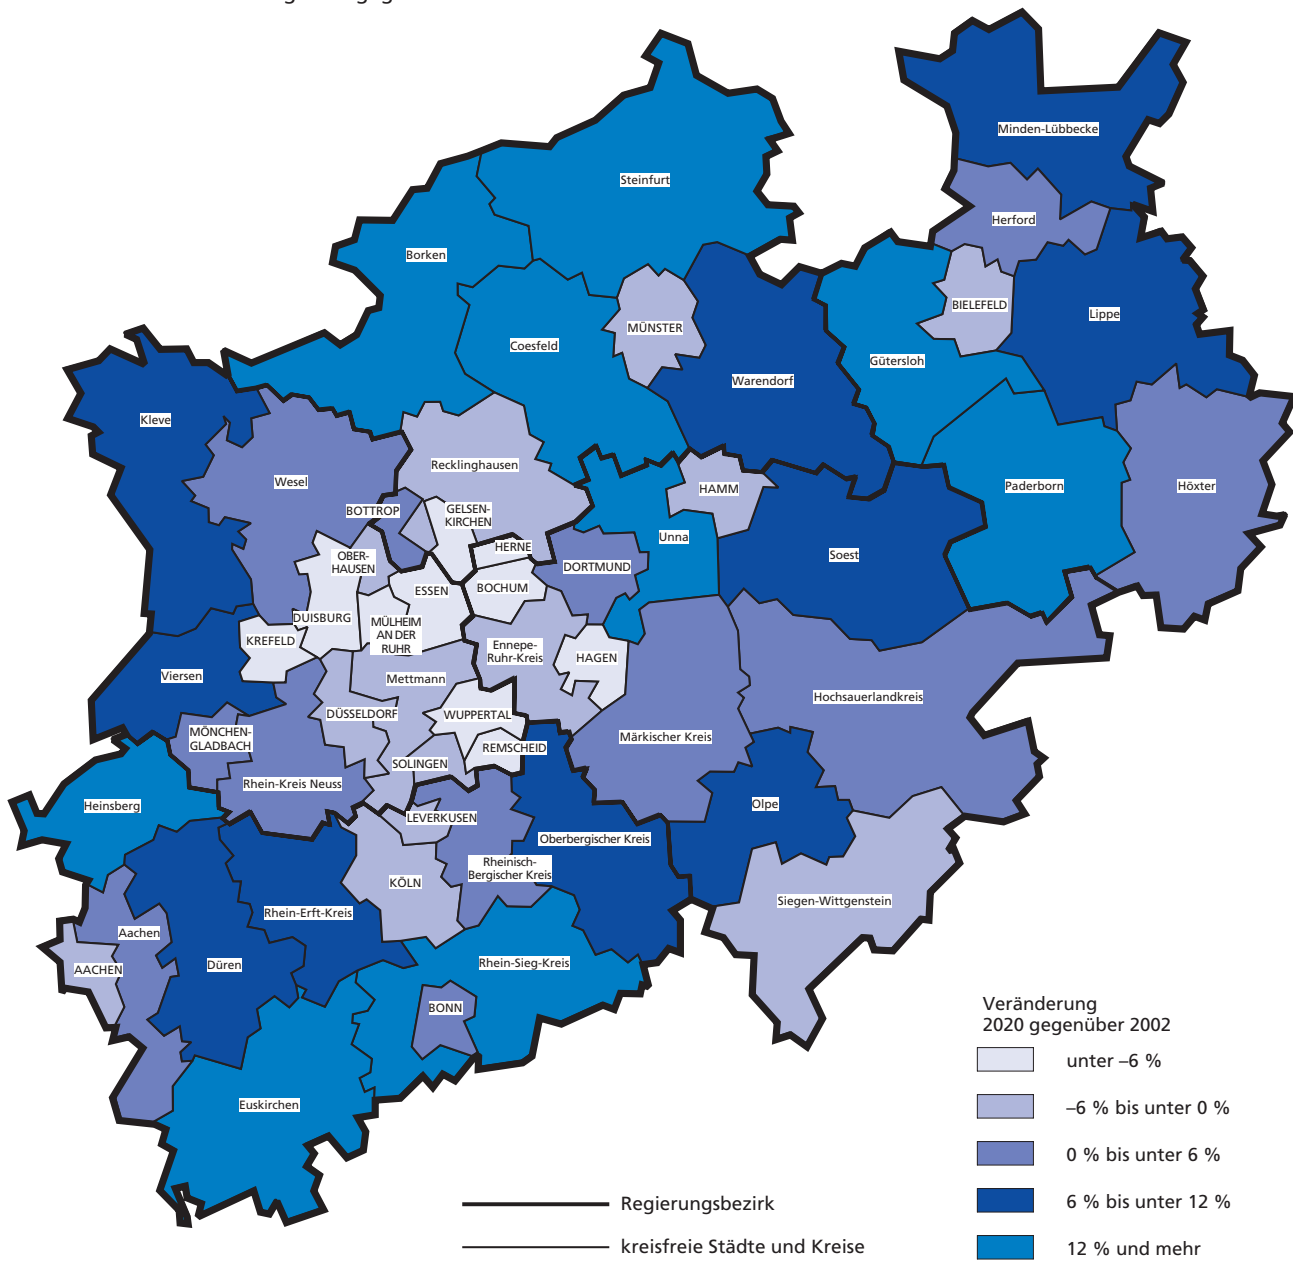 Minden-Lübbecke
Steinfurt
Herford
Borken
BIELEFELD
Lippe
MÜNSTER
Coesfeld
Gütersloh
Warendorf
Kleve
Recklinghausen
Wesel
HAMM
Paderborn
Höxter
BOTTROP
GELSEN-
KIRCHEN
Unna
HERNE
Soest
OBER-
HAUSEN
DORTMUND
ESSEN
BOCHUM
DUISBURG
MÜLHEIM
AN DER
RUHR
KREFELD
Ennepe-
Ruhr-Kreis
HAGEN
Viersen
Mettmann
Hochsauerlandkreis
DÜSSELDORF
WUPPERTAL
MÖNCHEN-
GLADBACH
Märkischer Kreis
REMSCHEID
SOLINGEN
Rhein-Kreis Neuss
Heinsberg
Olpe
LEVERKUSEN
Oberbergischer Kreis
Rheinisch-
Bergischer Kreis
KÖLN
Siegen-Wittgenstein
Rhein-Erft-Kreis
Aachen
AACHEN
Düren
Rhein-Sieg-Kreis
BONN
Euskirchen
Veränderung
2020 gegenüber 2002
unter –6 %
–6 % bis unter 0 %
0 % bis unter 6 %
6 % bis unter 12 %
12 % und mehr
Regierungsbezirk
kreisfreie Städte und Kreise